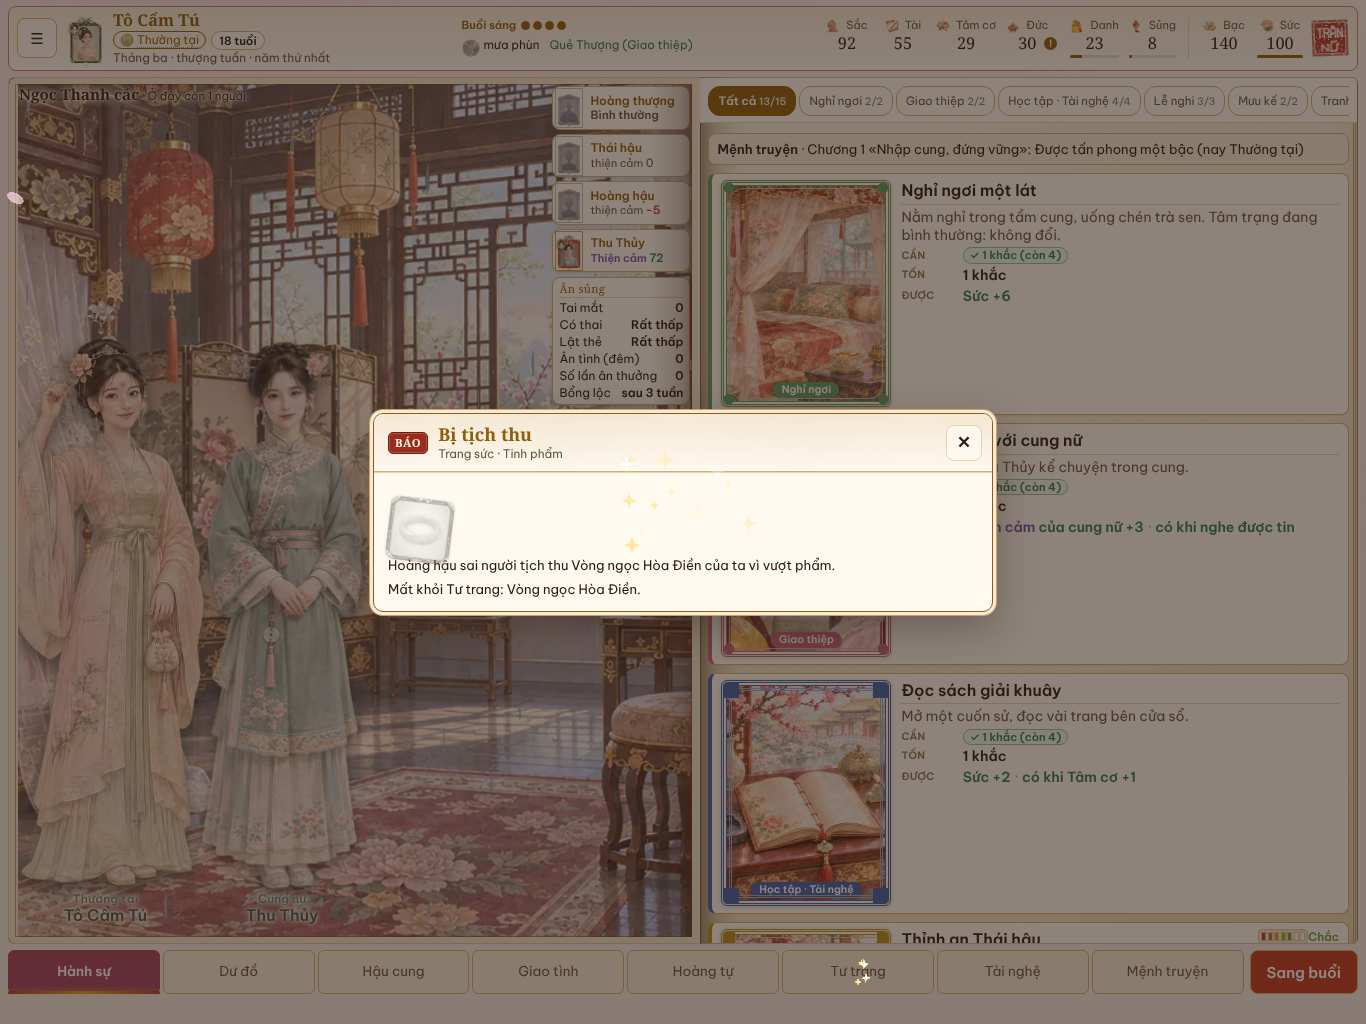 ☰
Tô Cẩm Tú
Thường tại
18 tuổi
Tháng ba · thượng tuần · năm thứ nhất
Buổi sáng
mưa phùn Quẻ Thượng (Giao thiệp)
Sắc 92
Tài 55
Tâm cơ 29
Đức 30 !
Danh 23
Sủng 8
Bạc 140
Sức 100
Ngọc Thanh các · Ở đây còn 1 người
Hoàng thượng
Bình thường
Thái hậu
thiện cảm 0
Hoàng hậu
thiện cảm −5
Thu Thủy
Thiện cảm 72
Ân sủng
Tai mắt 0
Có thai Rất thấp
Lật thẻ Rất thấp
Ân tình (đêm) 0
Số lần ân thưởng 0
Bổng lộc sau 3 tuần
Thường tại
Tô Cẩm Tú
Cung nữ
Thu Thủy
Tất cả 13/15
Nghỉ ngơi 2/2
Giao thiệp 2/2
Học tập · Tài nghệ 4/4
Lễ nghi 3/3
Mưu kế 2/2
Tranh
Mệnh truyện · Chương 1 «Nhập cung, đứng vững»: Được tấn phong một bậc (nay Thường tại)
Nghỉ ngơi một lát
Nằm nghỉ trong tẩm cung, uống chén trà sen. Tâm trạng đang
bình thường: không đổi.
CẦN ✓ 1 khắc (còn 4)
TỐN 1 khắc
ĐƯỢC Sức +6
Nghỉ ngơi
với cung nữ
Thủy kể chuyện trong cung.
khắc (còn 4)
cảm của cung nữ +3 · có khi nghe được tin
Giao thiệp
BÁO
Bị tịch thu
Trang sức · Tinh phẩm
✕
Hoàng hậu sai người tịch thu Vòng ngọc Hòa Điền của ta vì vượt phẩm.
Mất khỏi Tư trang: Vòng ngọc Hòa Điền.
Đọc sách giải khuây
Mở một cuốn sử, đọc vài trang bên cửa sổ.
CẦN ✓ 1 khắc (còn 4)
TỐN 1 khắc
ĐƯỢC Sức +2 · có khi Tâm cơ +1
Học tập · Tài nghệ
Thỉnh an Thái hậu
Chắc
Hành sự
Dư đồ
Hậu cung
Giao tình
Hoàng tự
Tư trang
Tài nghệ
Mệnh truyện
Sang buổi